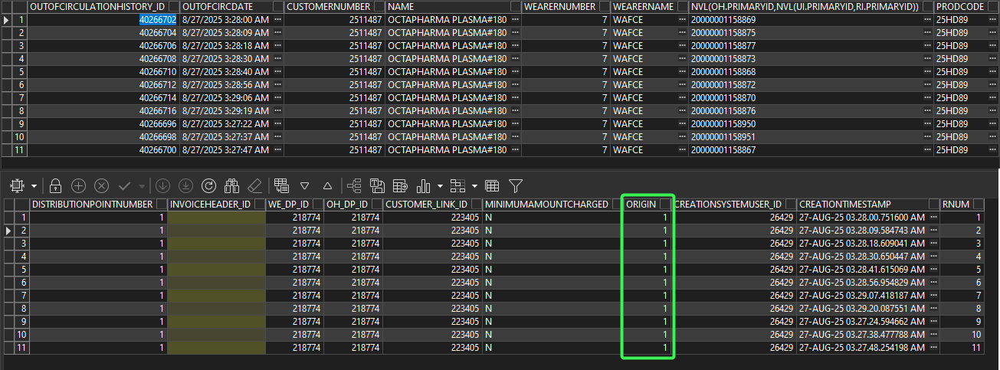 OUTOFCIRCULATIONHISTORY_ID OUTOFCIRCDATE CUSTOMERNUMBER NAME WEARERNUMBER WEARERNAME NVL(OH.PRIMARYID,NVL(UI.PRIMARYID,RI.PRIMARYID)) PRODCODE
1 40266702 8/27/2025 3:28:00 AM ... 2511487 OCTAPHARMA PLASMA#180 ... 7 WAFCE ... 20000001158869 ... 25HD89 ...
2 40266704 8/27/2025 3:28:09 AM ... 2511487 OCTAPHARMA PLASMA#180 ... 7 WAFCE ... 20000001158875 ... 25HD89 ...
3 40266706 8/27/2025 3:28:18 AM ... 2511487 OCTAPHARMA PLASMA#180 ... 7 WAFCE ... 20000001158877 ... 25HD89 ...
4 40266708 8/27/2025 3:28:30 AM ... 2511487 OCTAPHARMA PLASMA#180 ... 7 WAFCE ... 20000001158873 ... 25HD89 ...
5 40266710 8/27/2025 3:28:40 AM ... 2511487 OCTAPHARMA PLASMA#180 ... 7 WAFCE ... 20000001158868 ... 25HD89 ...
6 40266712 8/27/2025 3:28:56 AM ... 2511487 OCTAPHARMA PLASMA#180 ... 7 WAFCE ... 20000001158872 ... 25HD89 ...
7 40266714 8/27/2025 3:29:06 AM ... 2511487 OCTAPHARMA PLASMA#180 ... 7 WAFCE ... 20000001158870 ... 25HD89 ...
8 40266716 8/27/2025 3:29:19 AM ... 2511487 OCTAPHARMA PLASMA#180 ... 7 WAFCE ... 20000001158876 ... 25HD89 ...
9 40266696 8/27/2025 3:27:22 AM ... 2511487 OCTAPHARMA PLASMA#180 ... 7 WAFCE ... 20000001158950 ... 25HD89 ...
10 40266698 8/27/2025 3:27:37 AM ... 2511487 OCTAPHARMA PLASMA#180 ... 7 WAFCE ... 20000001158951 ... 25HD89 ...
11 40266700 8/27/2025 3:27:47 AM ... 2511487 OCTAPHARMA PLASMA#180 ... 7 WAFCE ... 20000001158867 ... 25HD89 ...
DISTRIBUTIONPOINTNUMBER INVOICEHEADER_ID WE_DP_ID OH_DP_ID CUSTOMER_LINK_ID MINIMUMAMOUNTCHARGED ORIGIN CREATIONSYSTEMUSER_ID CREATIONTIMESTAMP RNUM
1 1 218774 218774 223405 N 1 26429 27-AUG-25 03.28.00.751600 AM ... 1
2 1 218774 218774 223405 N 1 26429 27-AUG-25 03.28.09.584743 AM ... 2
3 1 218774 218774 223405 N 1 26429 27-AUG-25 03.28.18.609041 AM ... 3
4 1 218774 218774 223405 N 1 26429 27-AUG-25 03.28.30.650447 AM ... 4
5 1 218774 218774 223405 N 1 26429 27-AUG-25 03.28.41.615069 AM ... 5
6 1 218774 218774 223405 N 1 26429 27-AUG-25 03.28.56.954829 AM ... 6
7 1 218774 218774 223405 N 1 26429 27-AUG-25 03.29.07.418187 AM ... 7
8 1 218774 218774 223405 N 1 26429 27-AUG-25 03.29.20.087551 AM ... 8
9 1 218774 218774 223405 N 1 26429 27-AUG-25 03.27.24.594662 AM ... 9
10 1 218774 218774 223405 N 1 26429 27-AUG-25 03.27.38.477788 AM ... 10
11 1 218774 218774 223405 N 1 26429 27-AUG-25 03.27.48.254198 AM ... 11